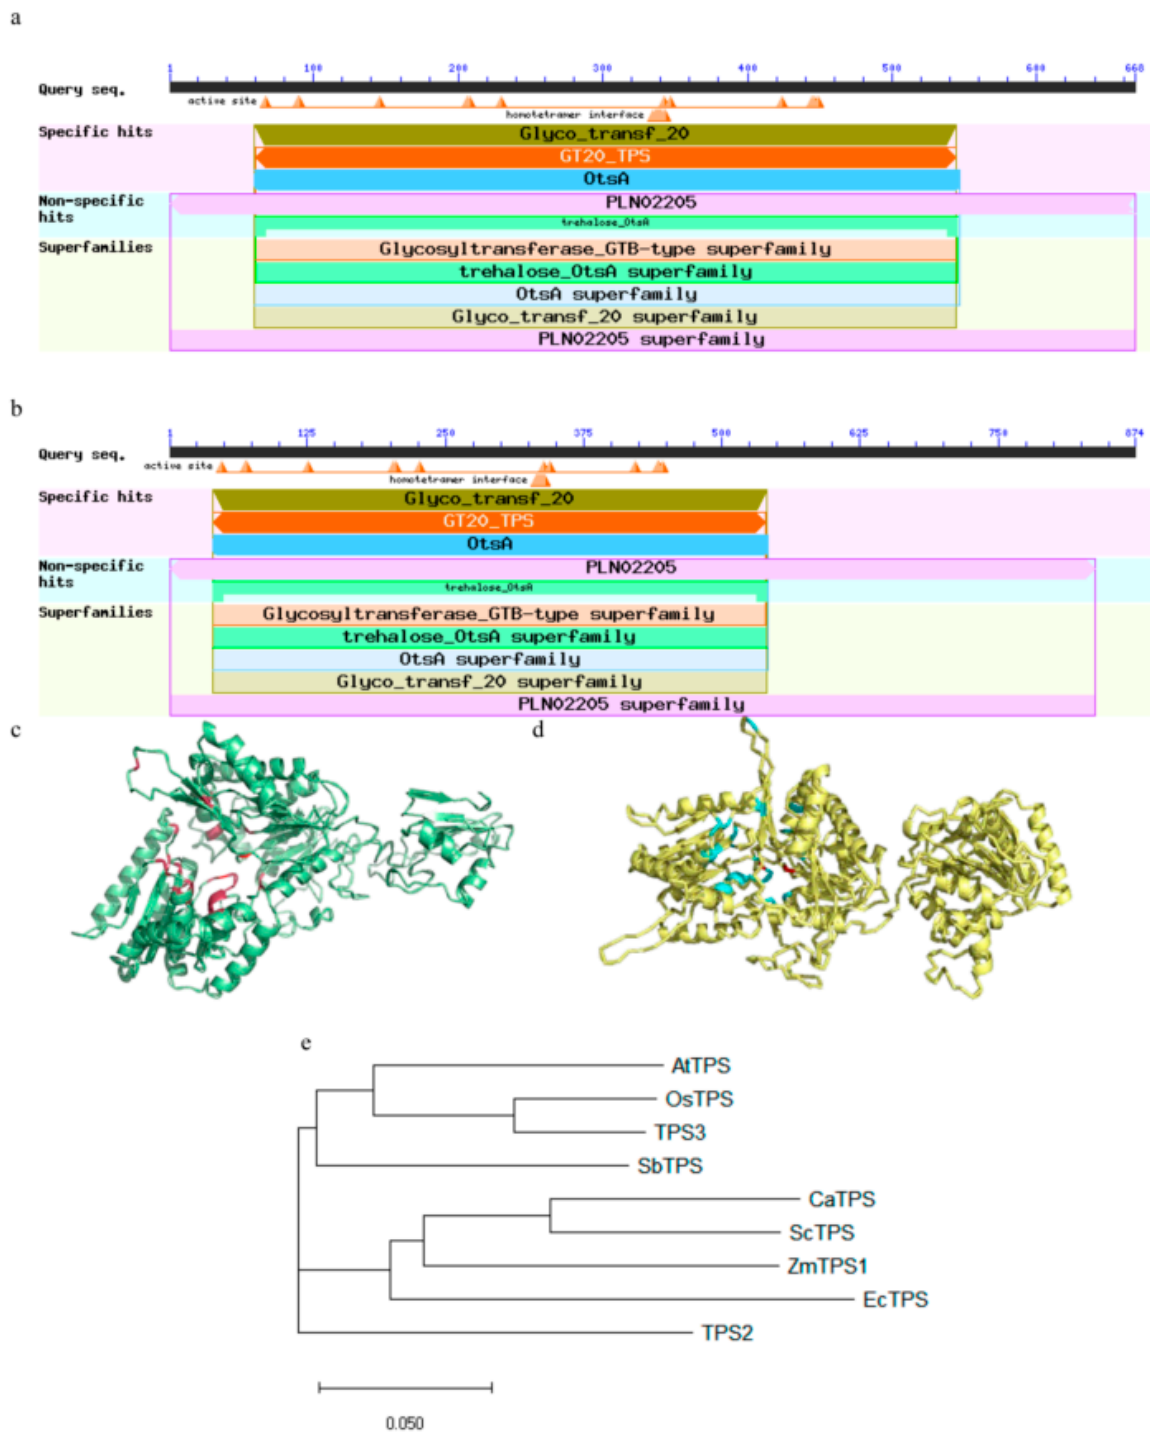 a
1 100 200 300 400 500 600 668
Query seq.
active site
homotetramer interface
Specific hits
Glyco_transf_20
GT20_TPS
OtsA
Non-specific hits
PLN02205
trehalose_OtsA
Superfamilies
Glycosyltransferase_GTB-type superfamily
trehalose_OtsA superfamily
OtsA superfamily
Glyco_transf_20 superfamily
PLN02205 superfamily
b
1 125 250 375 500 625 750 874
Query seq.
active site
homotetramer interface
Specific hits
Glyco_transf_20
GT20_TPS
OtsA
Non-specific hits
PLN02205
trehalose_OtsA
Superfamilies
Glycosyltransferase_GTB-type superfamily
trehalose_OtsA superfamily
OtsA superfamily
Glyco_transf_20 superfamily
PLN02205 superfamily
c
d
e
AtTPS
OsTPS
TPS3
SbTPS
CaTPS
ScTPS
ZmTPS1
EcTPS
TPS2
0.050